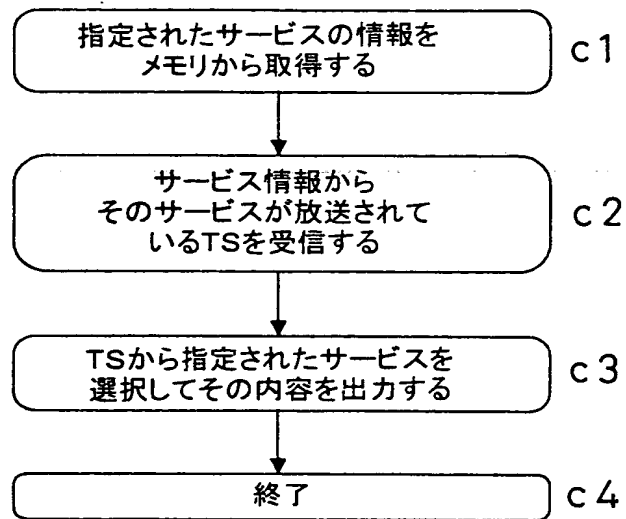 指定されたサービスの情報を
メモリから取得する
c1
サービス情報から
そのサービスが放送されて
いるTSを受信する
c2
TSから指定されたサービスを
選択してその内容を出力する
c3
終了
c4